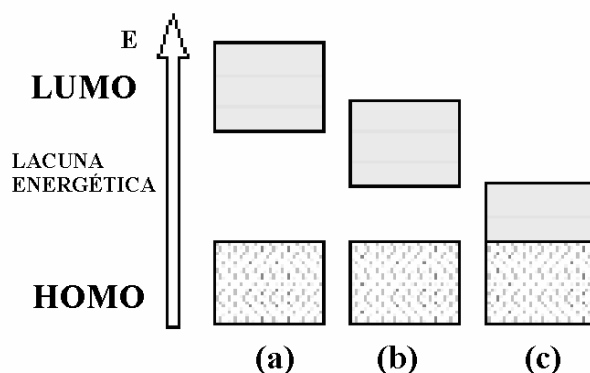 E
LUMO
LACUNA
ENERGÉTICA
HOMO
(a) (b) (c)